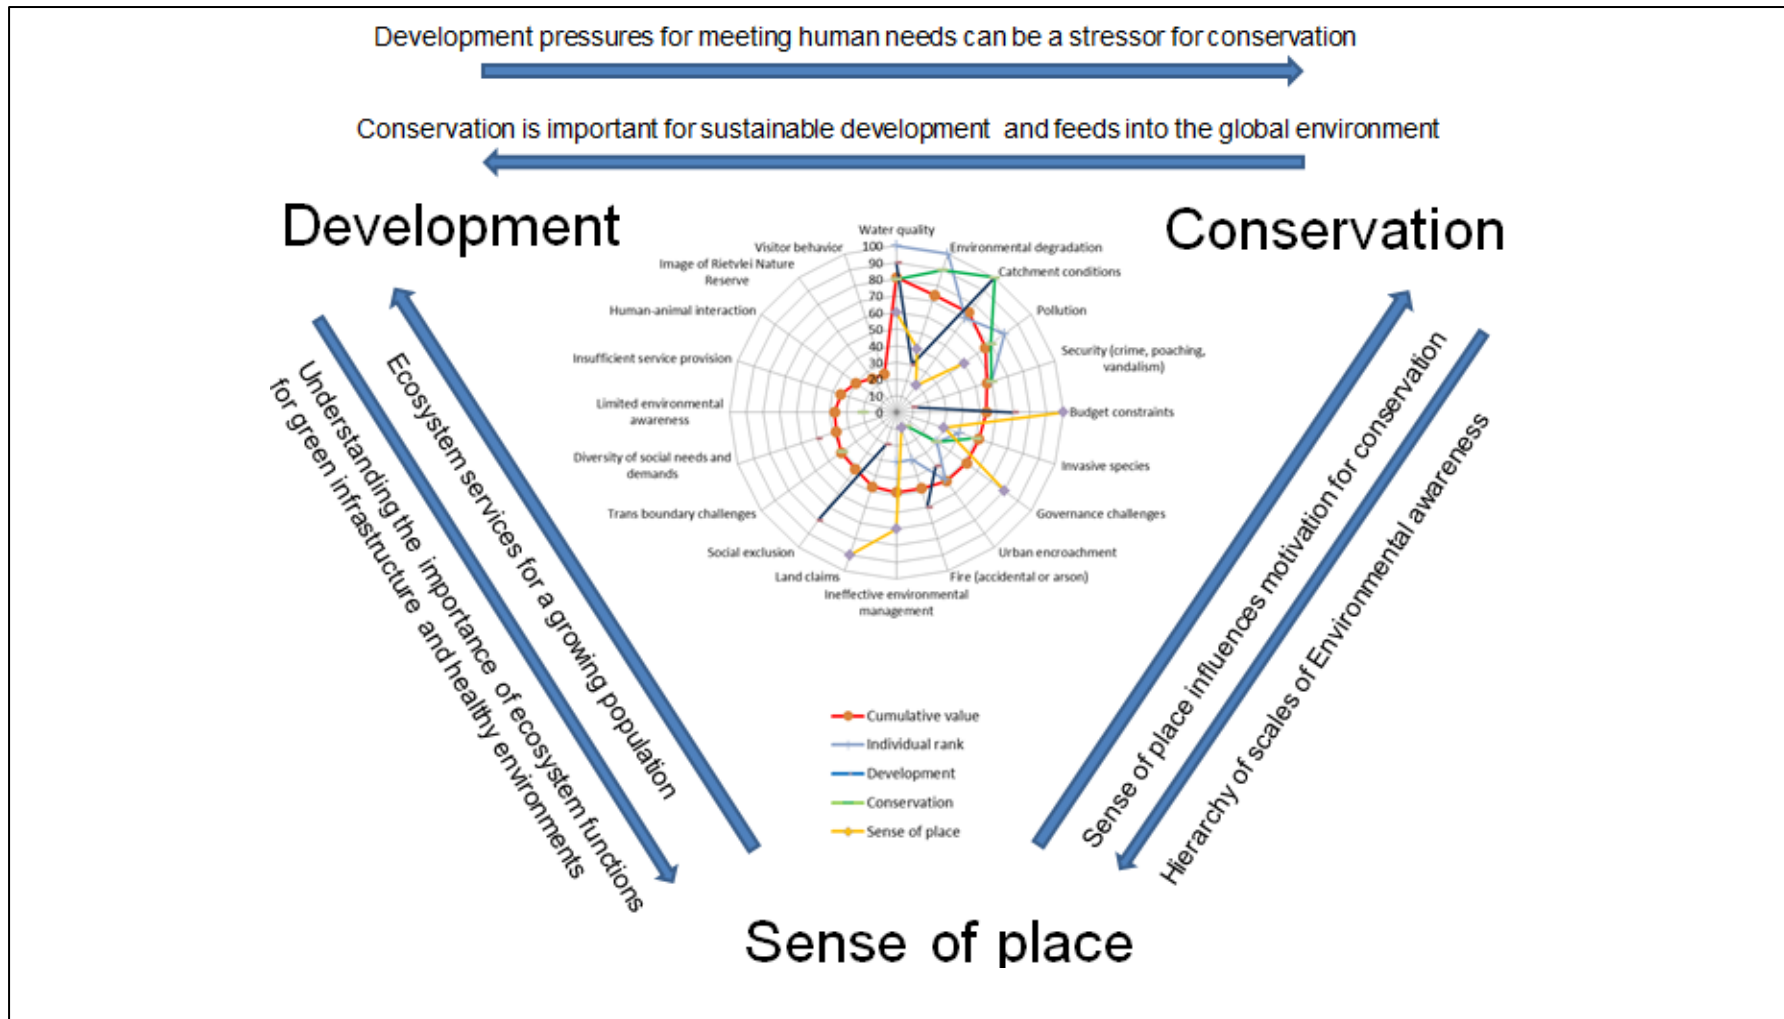 Development pressures for meeting human needs can be a stressor for conservation
Conservation is important for sustainable development and feeds into the global environment
Development
Conservation
Water quality
Visitor behavior
Environmental degradation
Image of Rietvlei Nature
Reserve
Catchment conditions
Human-animal interaction
Pollution
Insufficient service provision
Security (crime, poaching,
vandalism)
Limited environmental
awareness
Budget constraints
Diversity of social needs and
demands
Invasive species
Trans boundary challenges
Governance challenges
Social exclusion
Urban encroachment
Land claims
Fire (accidental or arson)
Ineffective environmental
management
100
90
80
70
60
50
40
30
20
10
0
Understanding the importance of ecosystem functions
for green infrastructure and healthy environments
Ecosystem services for a growing population
Sense of place influences motivation for conservation
Hierarchy of scales of Environmental awareness
Cumulative value
Individual rank
Development
Conservation
Sense of place
Sense of place